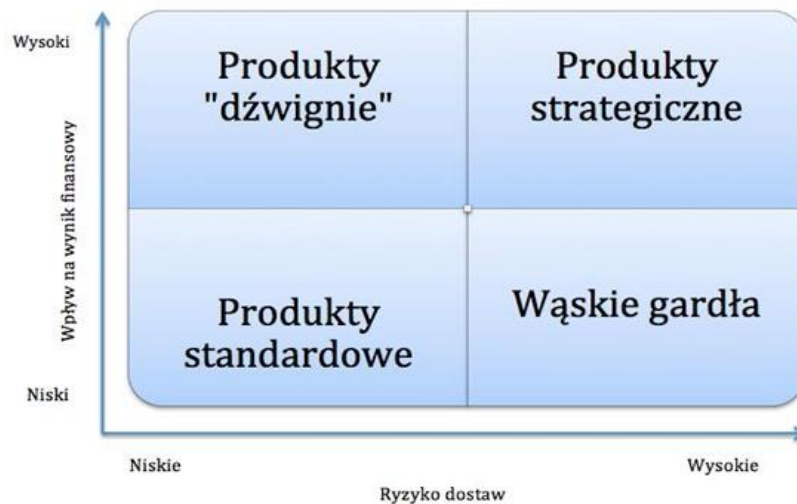 Wysoki
Produkty
"dźwignie"
Produkty
strategiczne
Wpływ na wynik finansowy
Produkty
standardowe
Wąskie gardła
Niski
Niskie
Wysokie
Ryzyko dostaw